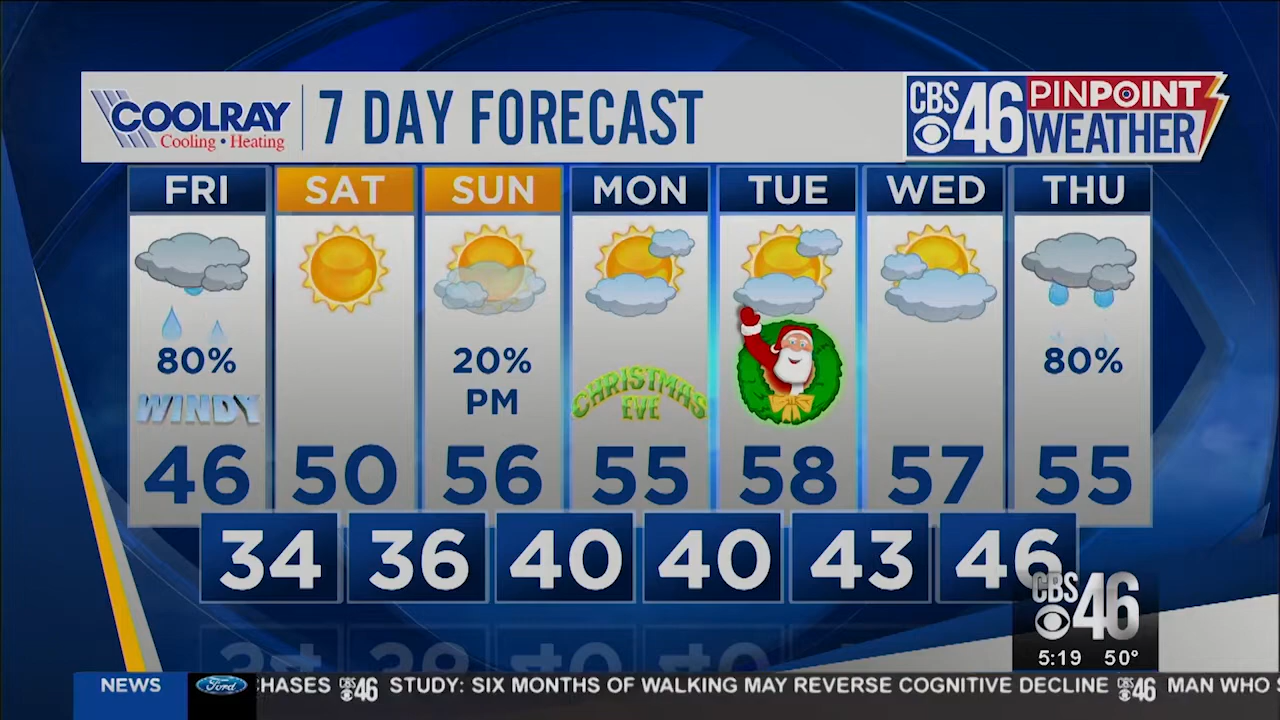 COOLRAY
Cooling • Heating
7 DAY FORECAST
CBS 46 PINPOINT WEATHER
FRI SAT SUN MON TUE WED THU
80% 20% 80%
PM
WINDY CHRISTMAS EVE
46 50 56 55 58 57 55
34 36 40 40 43 46
CBS 46
5:19 50°
NEWS Ford CHASES CBS 46 STUDY: SIX MONTHS OF WALKING MAY REVERSE COGNITIVE DECLINE CBS 46 MAN WHO